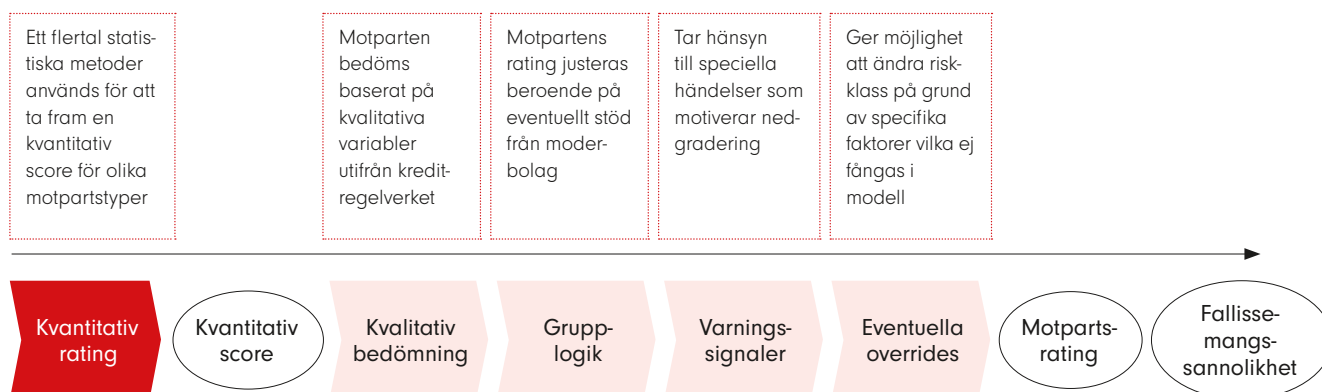 Ett flertal statis-
tiska metoder
används för att
ta fram en
kvantitativ
score för olika
motpartstyper
Motparten
bedöms
baserat på
kvalitativa
variabler
utifrån kredit-
regelverket
Motpartens
rating justeras
beroende på
eventuellt stöd
från moder-
bolag
Tar hänsyn
till speciella
händelser som
motiverar ned-
gradering
Ger möjlighet
att ändra risk-
klass på grund
av specifika
faktorer vilka ej
fångas i
modell
Kvantitativ
rating
Kvantitativ
score
Kvalitativ
bedömning
Grupp-
logik
Varnings-
signaler
Eventuella
overrides
Motparts-
rating
Fallisse-
mangs-
sannolikhet